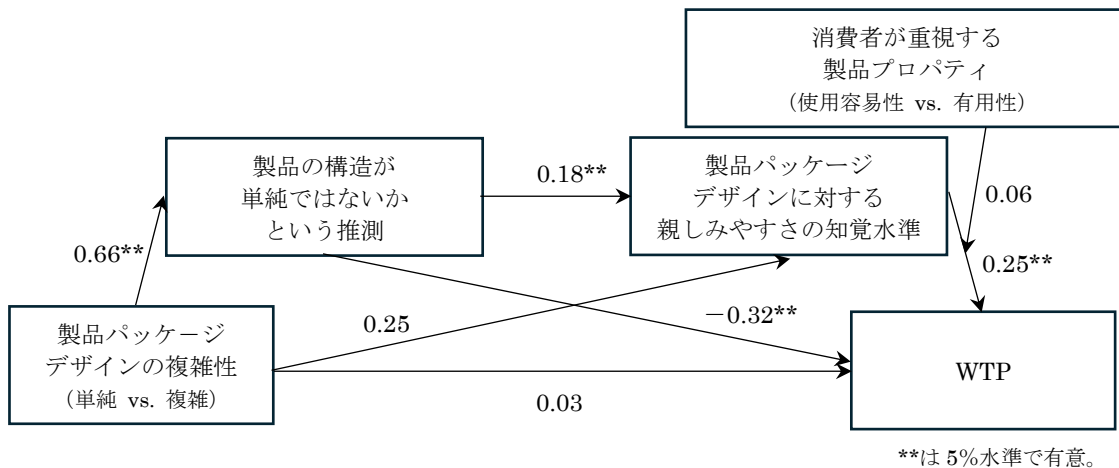 消費者が重視する
製品プロパティ
（使用容易性 vs. 有用性）
製品の構造が
単純ではないか
という推測
0.18**
製品パッケージ
デザインに対する
親しみやすさの知覚水準
0.06
0.66**
0.25**
製品パッケージ
デザインの複雑性
（単純 vs. 複雑）
0.25
－0.32**
WTP
0.03
**は 5%水準で有意。